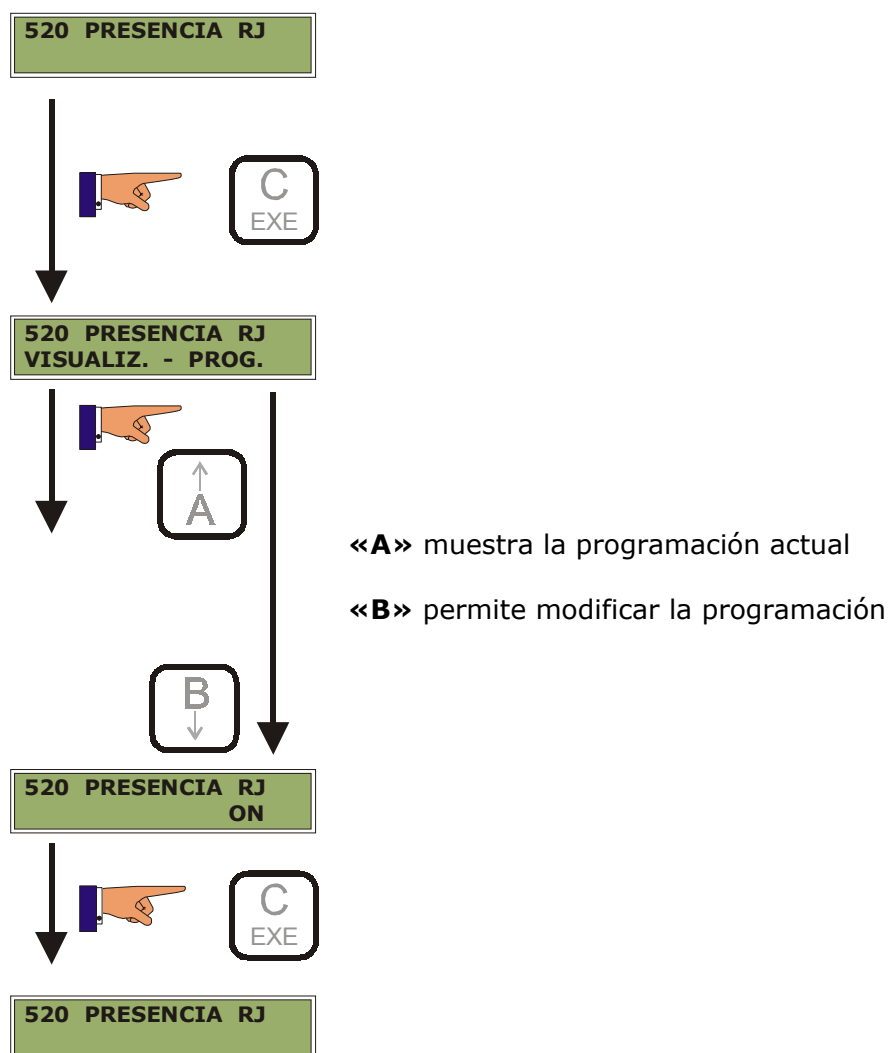 520 PRESENCIA RJ
C
EXE
520 PRESENCIA RJ
VISUALIZ. - PROG.
A
«A» muestra la programación actual
«B» permite modificar la programación
B
520 PRESENCIA RJ
ON
C
EXE
520 PRESENCIA RJ